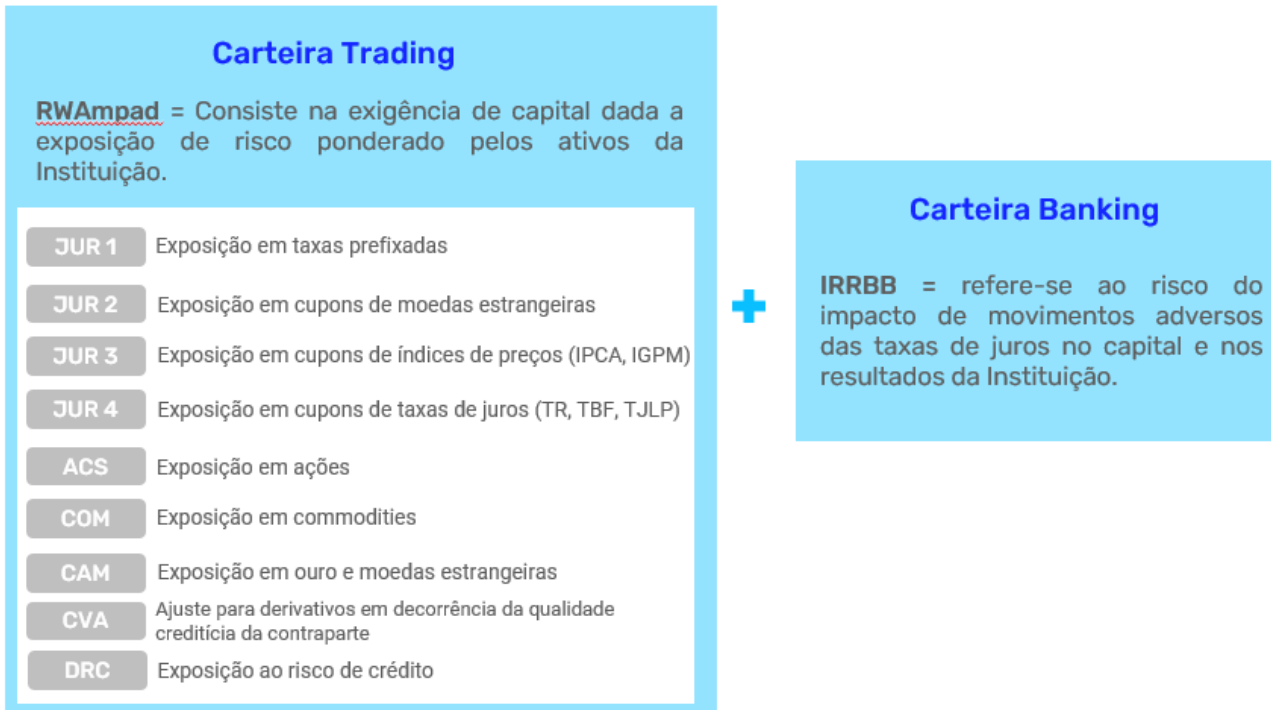 Carteira Trading
RWAmpad = Consiste na exigência de capital dada a
exposição de risco ponderado pelos ativos da
Instituição.
JUR 1 Exposição em taxas prefixadas
JUR 2 Exposição em cupons de moedas estrangeiras
JUR 3 Exposição em cupons de índices de preços (IPCA, IGPM)
JUR 4 Exposição em cupons de taxas de juros (TR, TBF, TJLP)
ACS Exposição em ações
COM Exposição em commodities
CAM Exposição em ouro e moedas estrangeiras
CVA Ajuste para derivativos em decorrência da qualidade
creditícia da contraparte
DRC Exposição ao risco de crédito
+
Carteira Banking
IRRBB = refere-se ao risco do
impacto de movimentos adversos
das taxas de juros no capital e nos
resultados da Instituição.